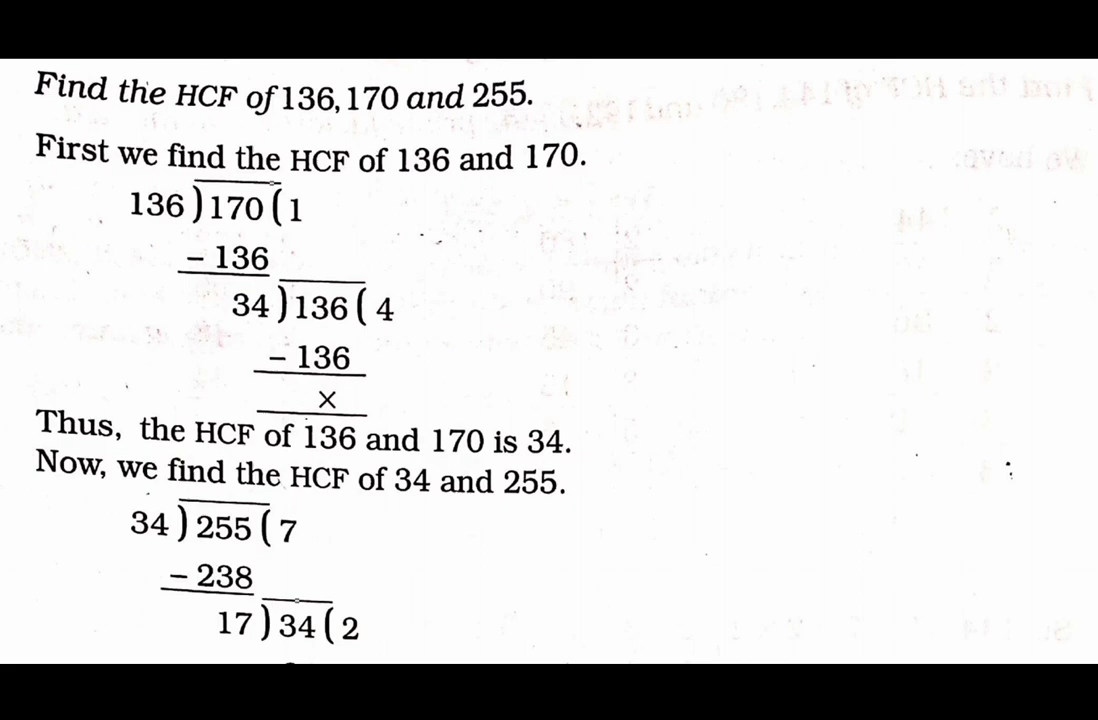 Find the HCF of 136, 170 and 255.
First we find the HCF of 136 and 170.
136 ) 170 ( 1
– 136
34 ) 136 ( 4
– 136
×
Thus, the HCF of 136 and 170 is 34.
Now, we find the HCF of 34 and 255.
34 ) 255 ( 7
– 238
17 ) 34 ( 2